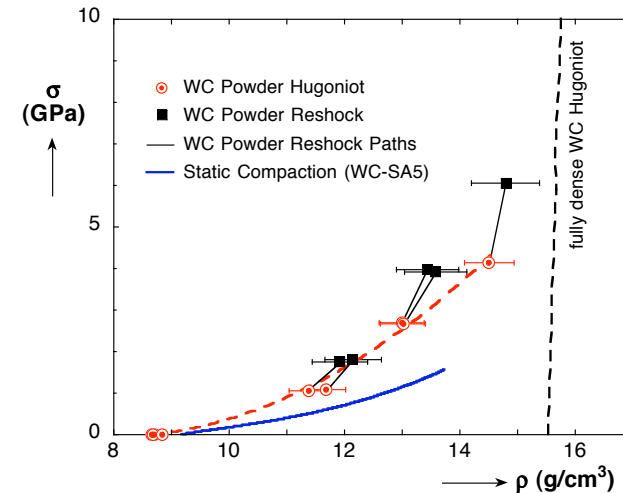 10
σ
(GPa)
WC Powder Hugoniot
WC Powder Reshock
WC Powder Reshock Paths
Static Compaction (WC-SA5)
fully dense WC Hugoniot
5
0
8 10 12 14 16
ρ (g/cm³)